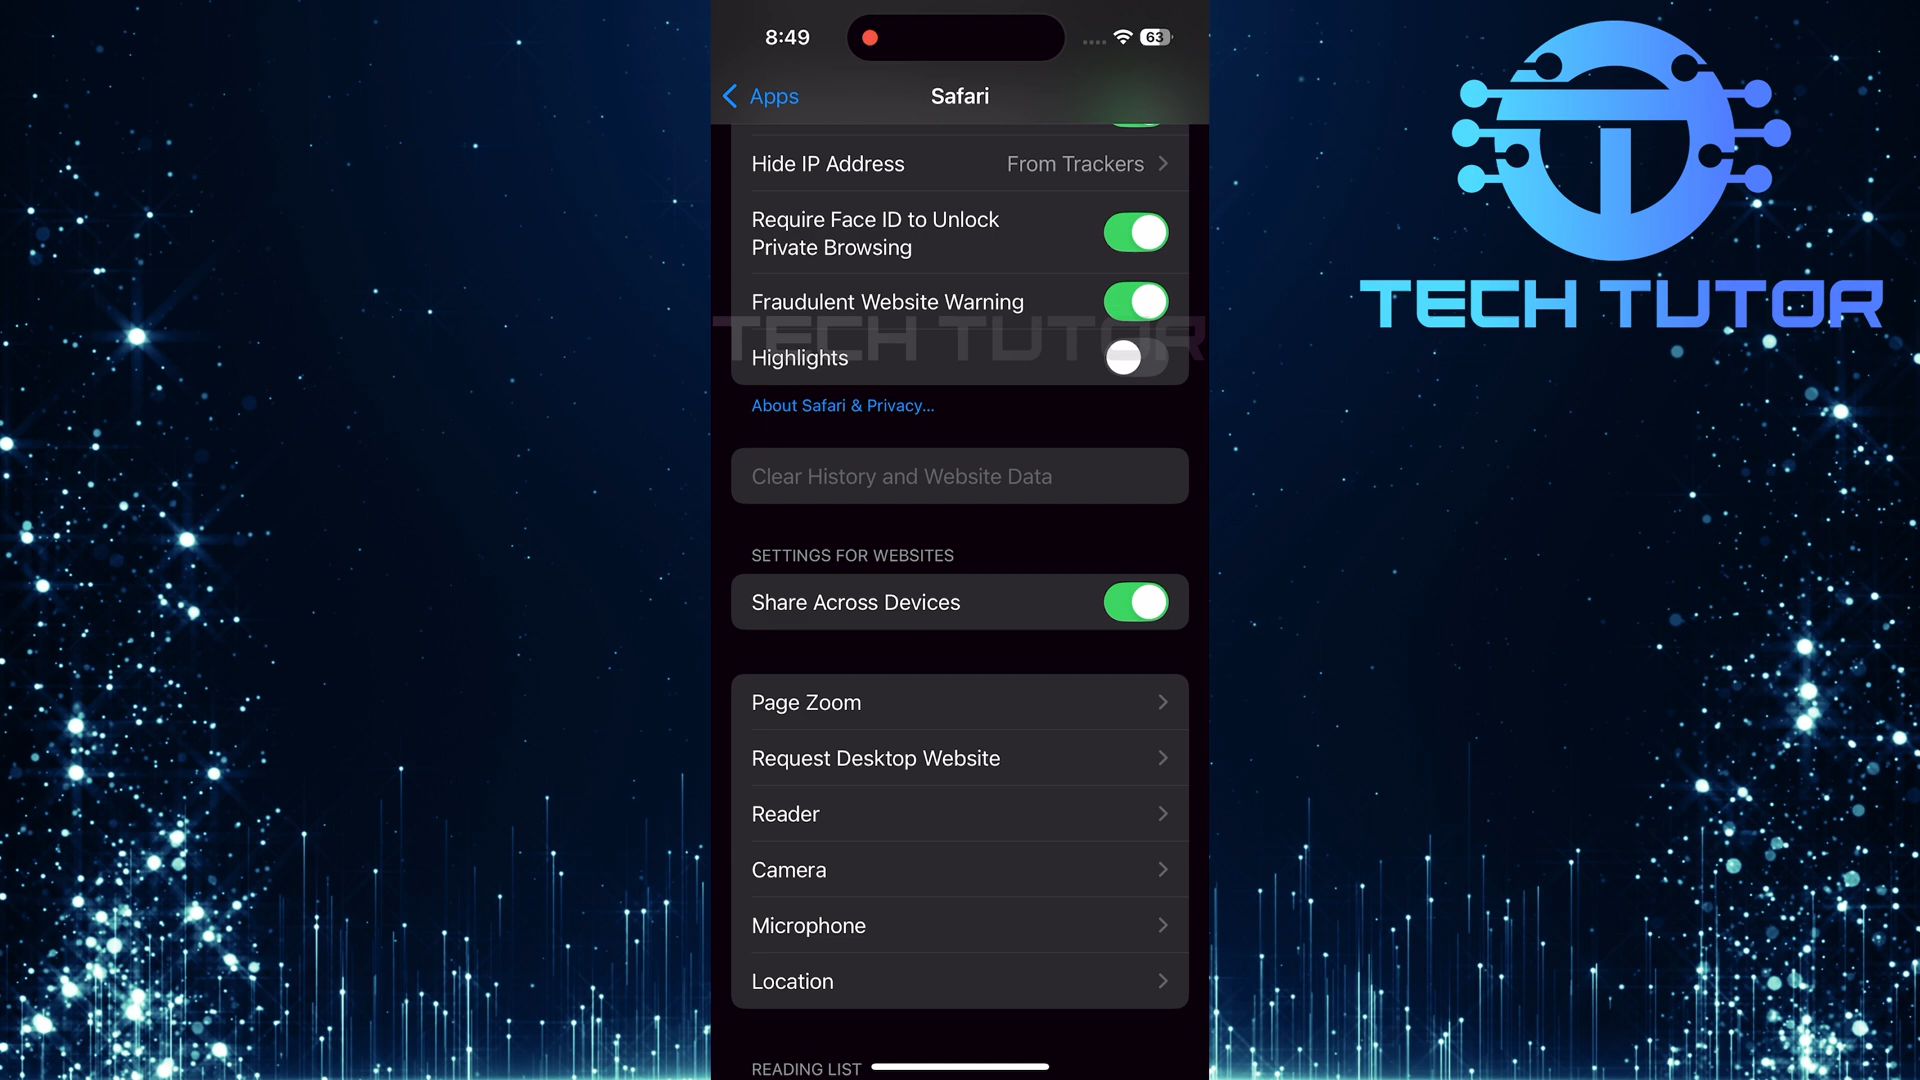 8:49
63
Apps
Safari
TECH TUTOR
Hide IP Address
From Trackers
Require Face ID to Unlock
Private Browsing
Fraudulent Website Warning
TECH TUTOR
Highlights
About Safari & Privacy...
Clear History and Website Data
SETTINGS FOR WEBSITES
Share Across Devices
Page Zoom
Request Desktop Website
Reader
Camera
Microphone
Location
READING LIST